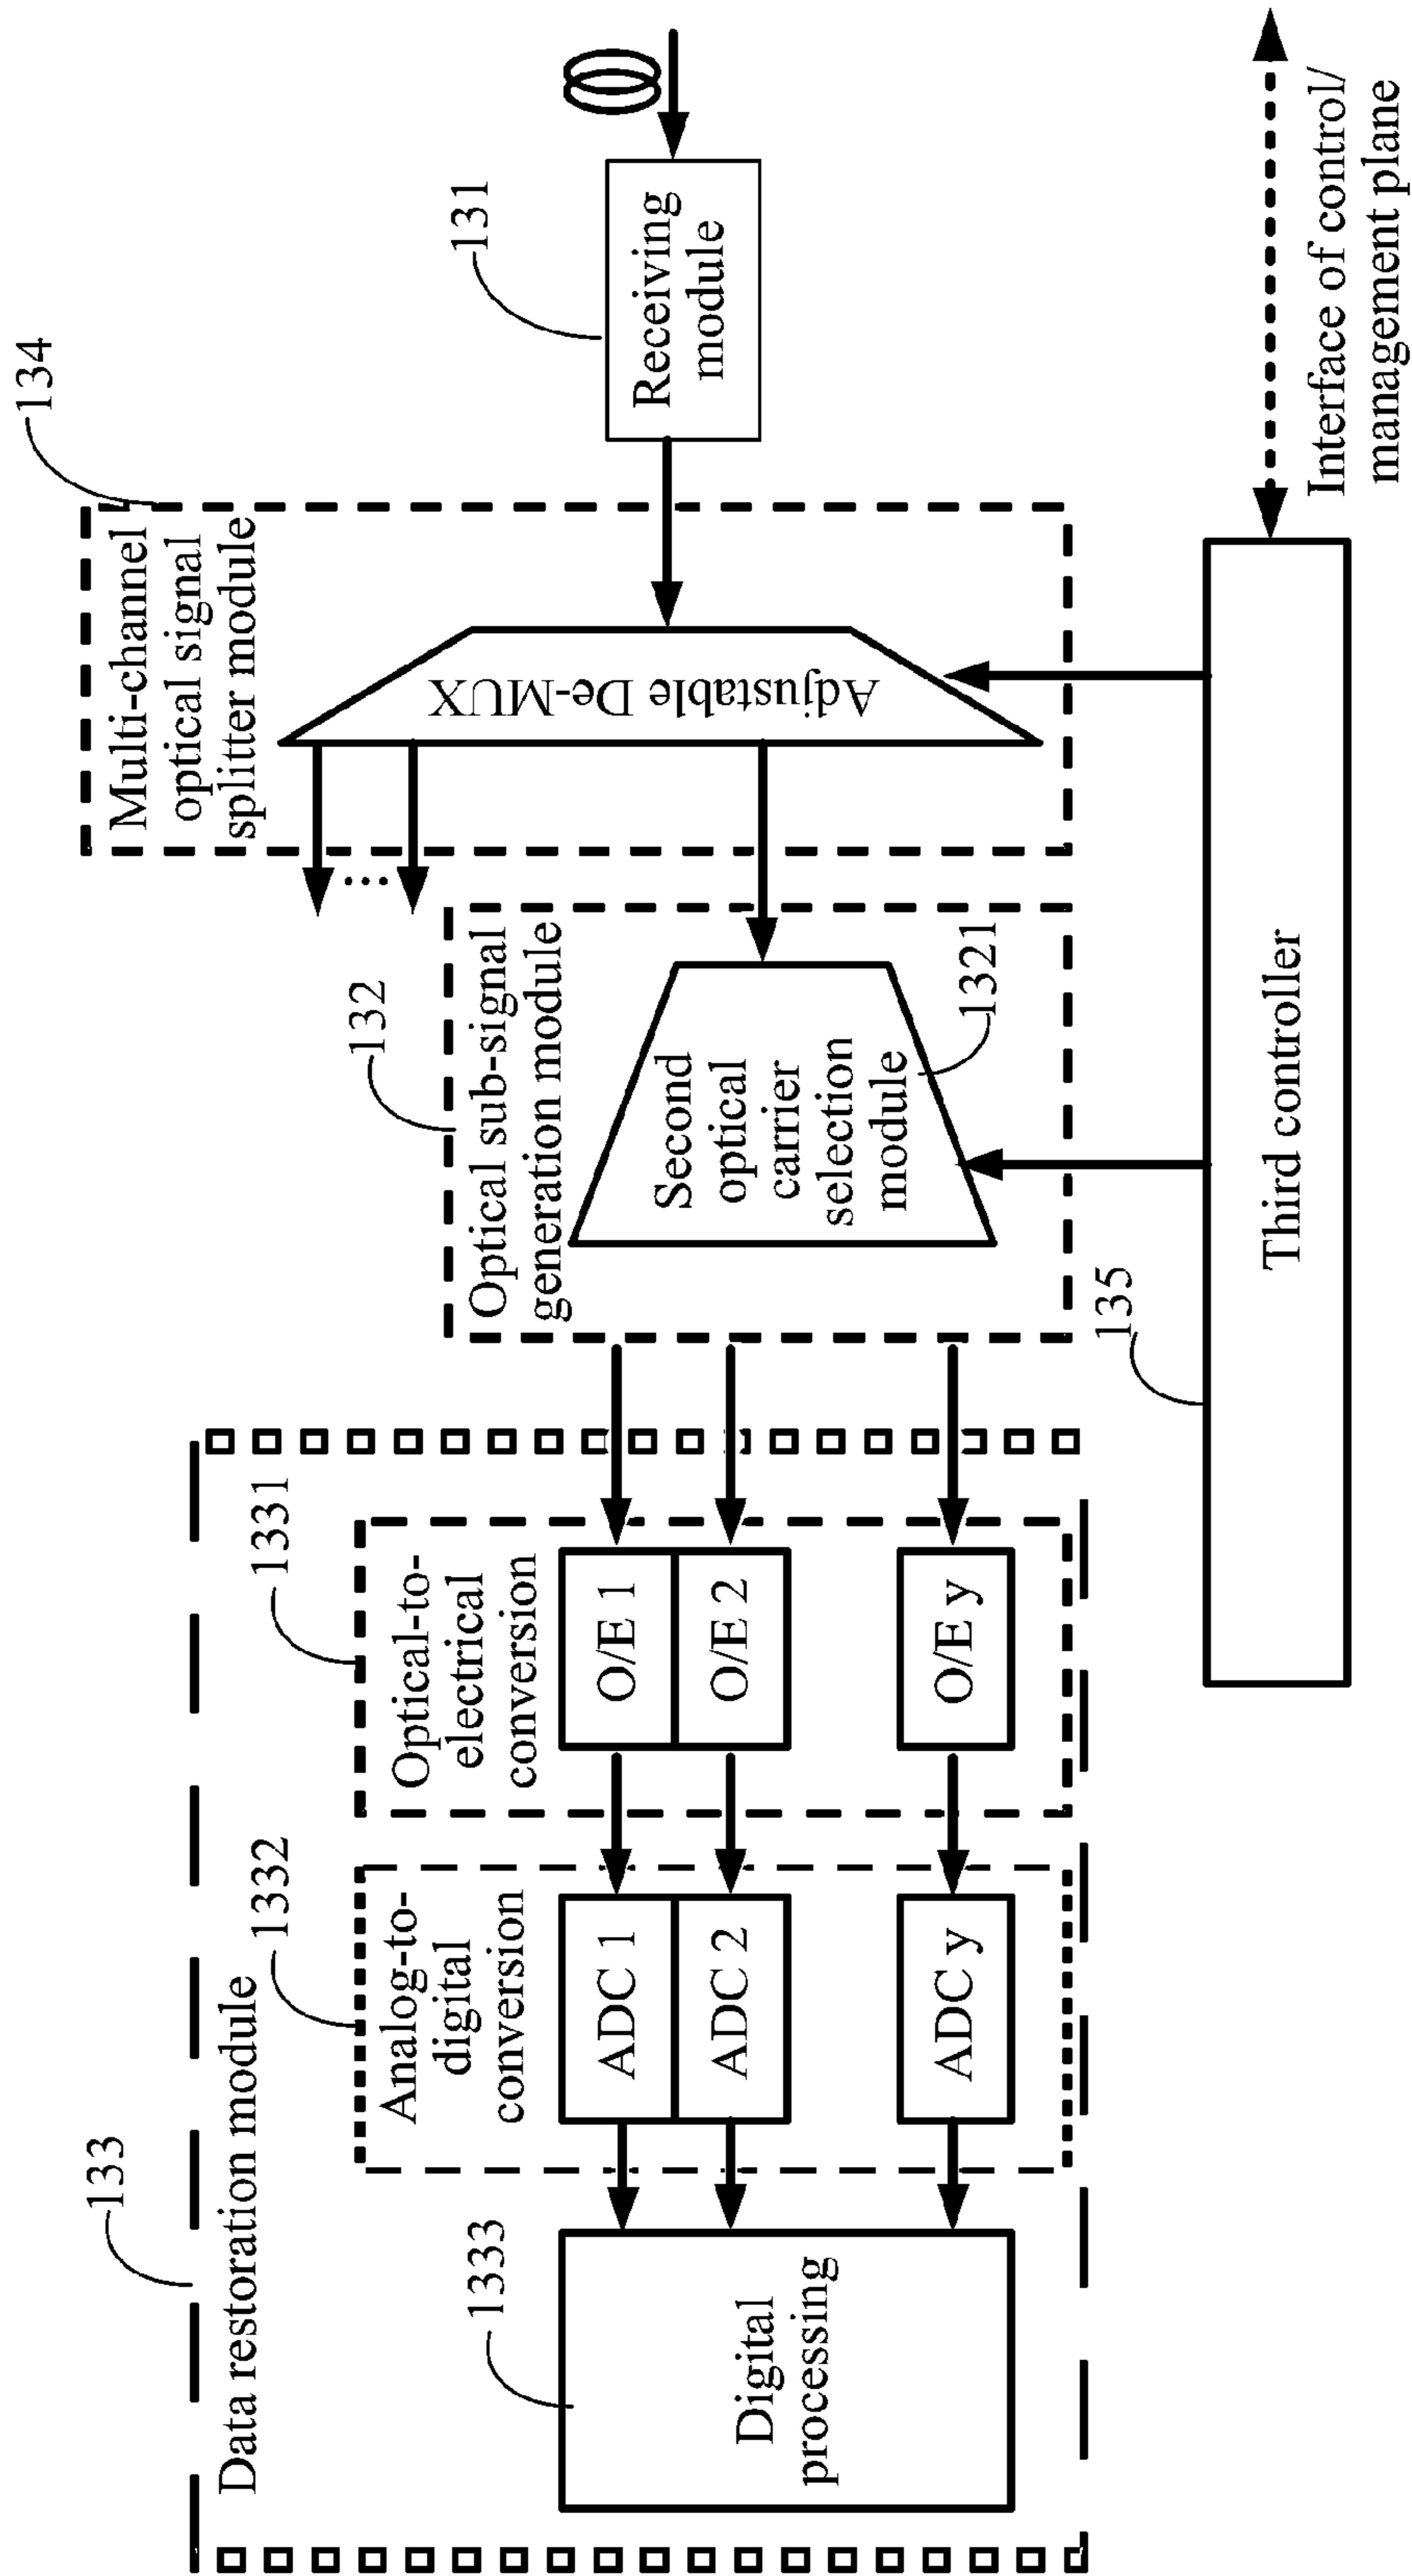 133
Data restoration module
1333
Digital
processing
1332
Analog-to-
digital
conversion
ADC 1
ADC 2
ADC y
1331
Optical-to-
electrical
conversion
O/E 1
O/E 2
O/E y
132
Optical sub-signal
generation module
Second
optical
carrier
selection
module
1321
134
Multi-channel
optical signal
splitter module
...
Adjustable De-MUX
131
Receiving
module
135
Third controller
Interface of control/
management plane